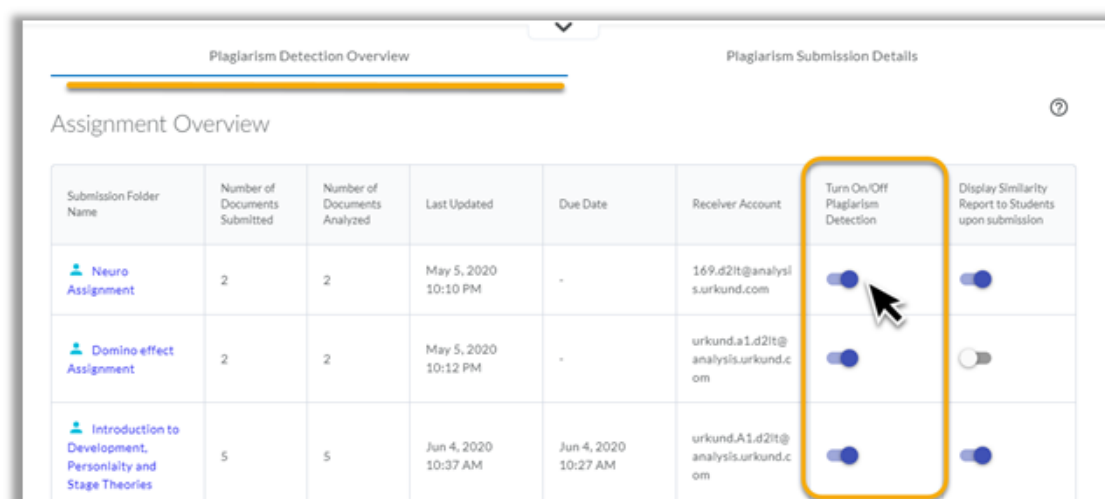 Plagiarism Detection Overview
Plagiarism Submission Details
Assignment Overview
Submission Folder
Name
Number of
Documents
Submitted
Number of
Documents
Analyzed
Last Updated
Due Date
Receiver Account
Turn On/Off
Plagiarism
Detection
Display Similarity
Report to Students
upon submission
Neuro
Assignment
2
2
May 5, 2020
10:10 PM
-
169.d2lt@analysi
s.urkund.com
Domino effect
Assignment
2
2
May 5, 2020
10:12 PM
-
urkund.a1.d2lt@
analysis.urkund.c
om
Introduction to
Development,
Personlaity and
Stage Theories
5
5
Jun 4, 2020
10:37 AM
Jun 4, 2020
10:27 AM
urkund.A1.d2lt@
analysis.urkund.c
om